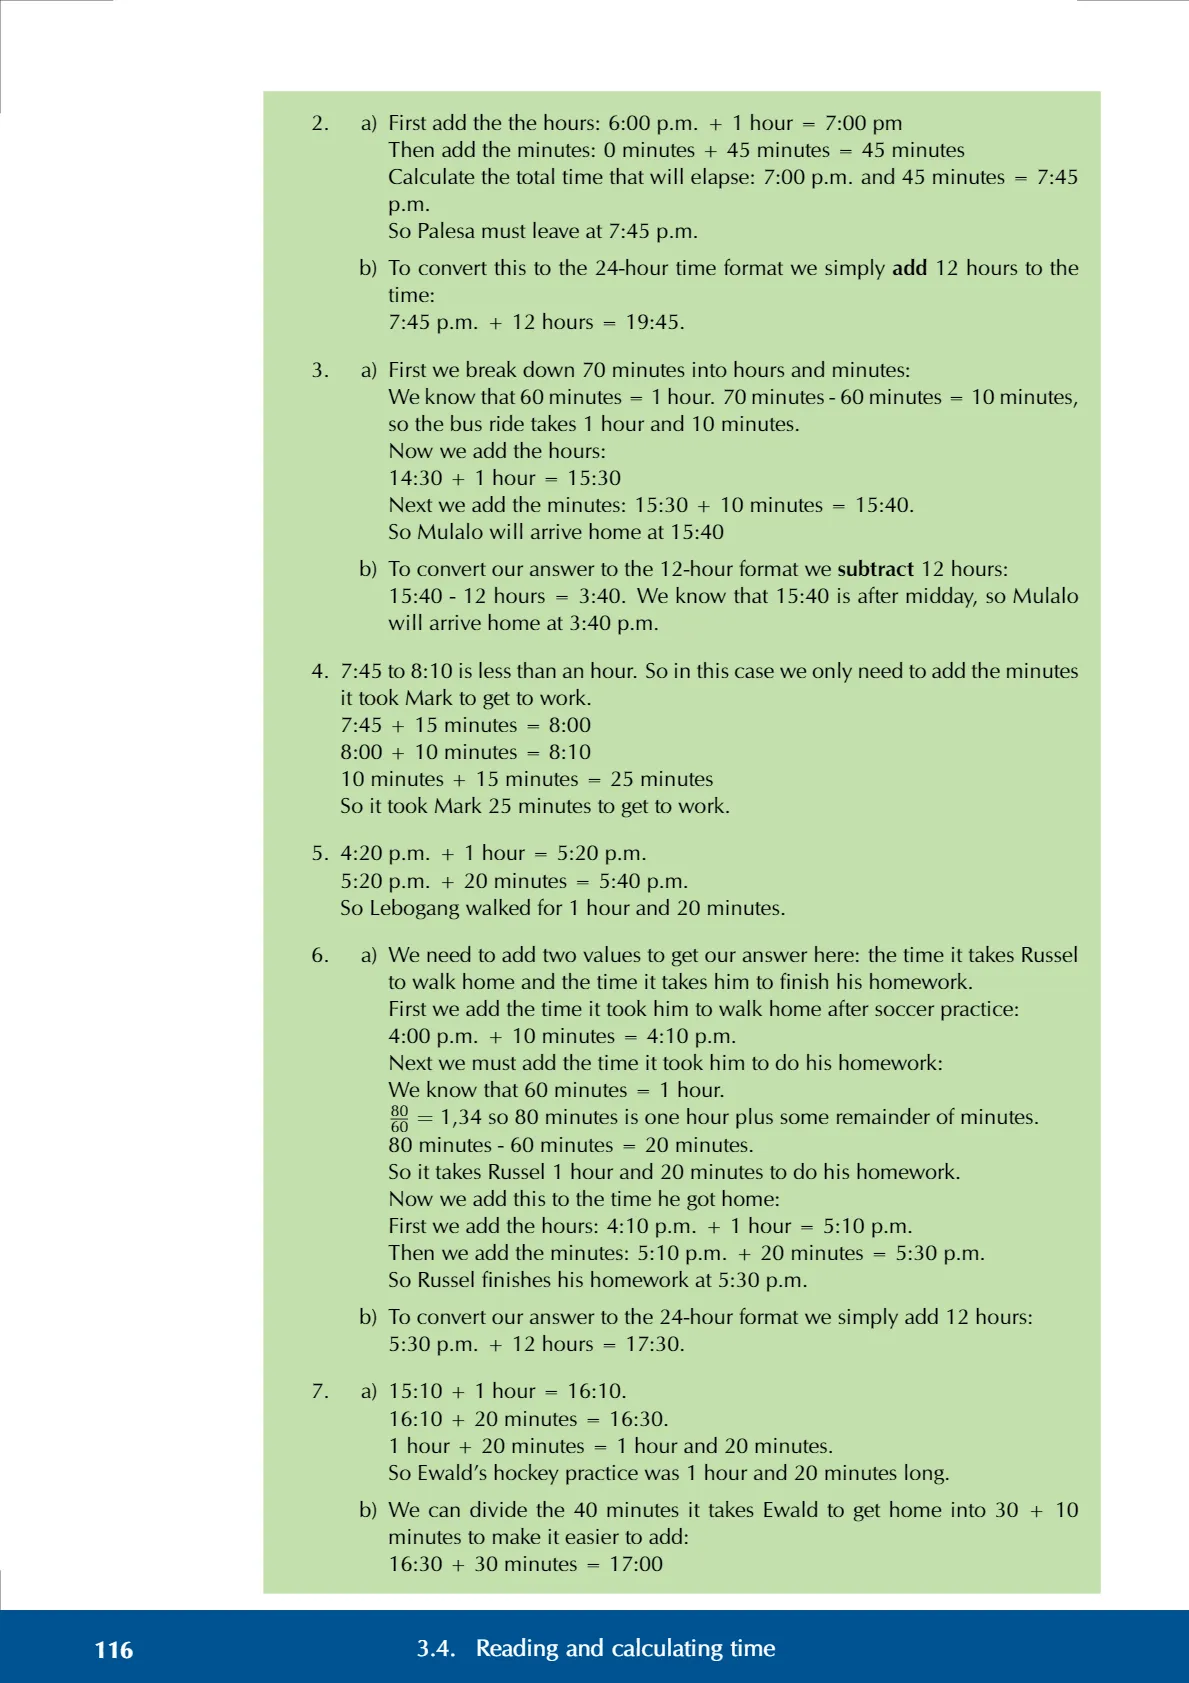 2. a) First add the the hours: 6:00 p.m. + 1 hour = 7:00 pm
Then add the minutes: 0 minutes + 45 minutes = 45 minutes
Calculate the total time that will elapse: 7:00 p.m. and 45 minutes = 7:45
p.m.
So Palesa must leave at 7:45 p.m.
b) To convert this to the 24-hour time format we simply add 12 hours to the
time:
7:45 p.m. + 12 hours = 19:45.
3. a) First we break down 70 minutes into hours and minutes:
We know that 60 minutes = 1 hour. 70 minutes - 60 minutes = 10 minutes,
so the bus ride takes 1 hour and 10 minutes.
Now we add the hours:
14:30 + 1 hour = 15:30
Next we add the minutes: 15:30 + 10 minutes = 15:40.
So Mulalo will arrive home at 15:40
b) To convert our answer to the 12-hour format we subtract 12 hours:
15:40 - 12 hours = 3:40. We know that 15:40 is after midday, so Mulalo
will arrive home at 3:40 p.m.
4. 7:45 to 8:10 is less than an hour. So in this case we only need to add the minutes
it took Mark to get to work.
7:45 + 15 minutes = 8:00
8:00 + 10 minutes = 8:10
10 minutes + 15 minutes = 25 minutes
So it took Mark 25 minutes to get to work.
5. 4:20 p.m. + 1 hour = 5:20 p.m.
5:20 p.m. + 20 minutes = 5:40 p.m.
So Lebogang walked for 1 hour and 20 minutes.
6. a) We need to add two values to get our answer here: the time it takes Russel
to walk home and the time it takes him to finish his homework.
First we add the time it took him to walk home after soccer practice:
4:00 p.m. + 10 minutes = 4:10 p.m.
Next we must add the time it took him to do his homework:
We know that 60 minutes = 1 hour.
80/60 = 1,34 so 80 minutes is one hour plus some remainder of minutes.
80 minutes - 60 minutes = 20 minutes.
So it takes Russel 1 hour and 20 minutes to do his homework.
Now we add this to the time he got home:
First we add the hours: 4:10 p.m. + 1 hour = 5:10 p.m.
Then we add the minutes: 5:10 p.m. + 20 minutes = 5:30 p.m.
So Russel finishes his homework at 5:30 p.m.
b) To convert our answer to the 24-hour format we simply add 12 hours:
5:30 p.m. + 12 hours = 17:30.
7. a) 15:10 + 1 hour = 16:10.
16:10 + 20 minutes = 16:30.
1 hour + 20 minutes = 1 hour and 20 minutes.
So Ewald's hockey practice was 1 hour and 20 minutes long.
b) We can divide the 40 minutes it takes Ewald to get home into 30 + 10
minutes to make it easier to add:
16:30 + 30 minutes = 17:00
116 3.4. Reading and calculating time